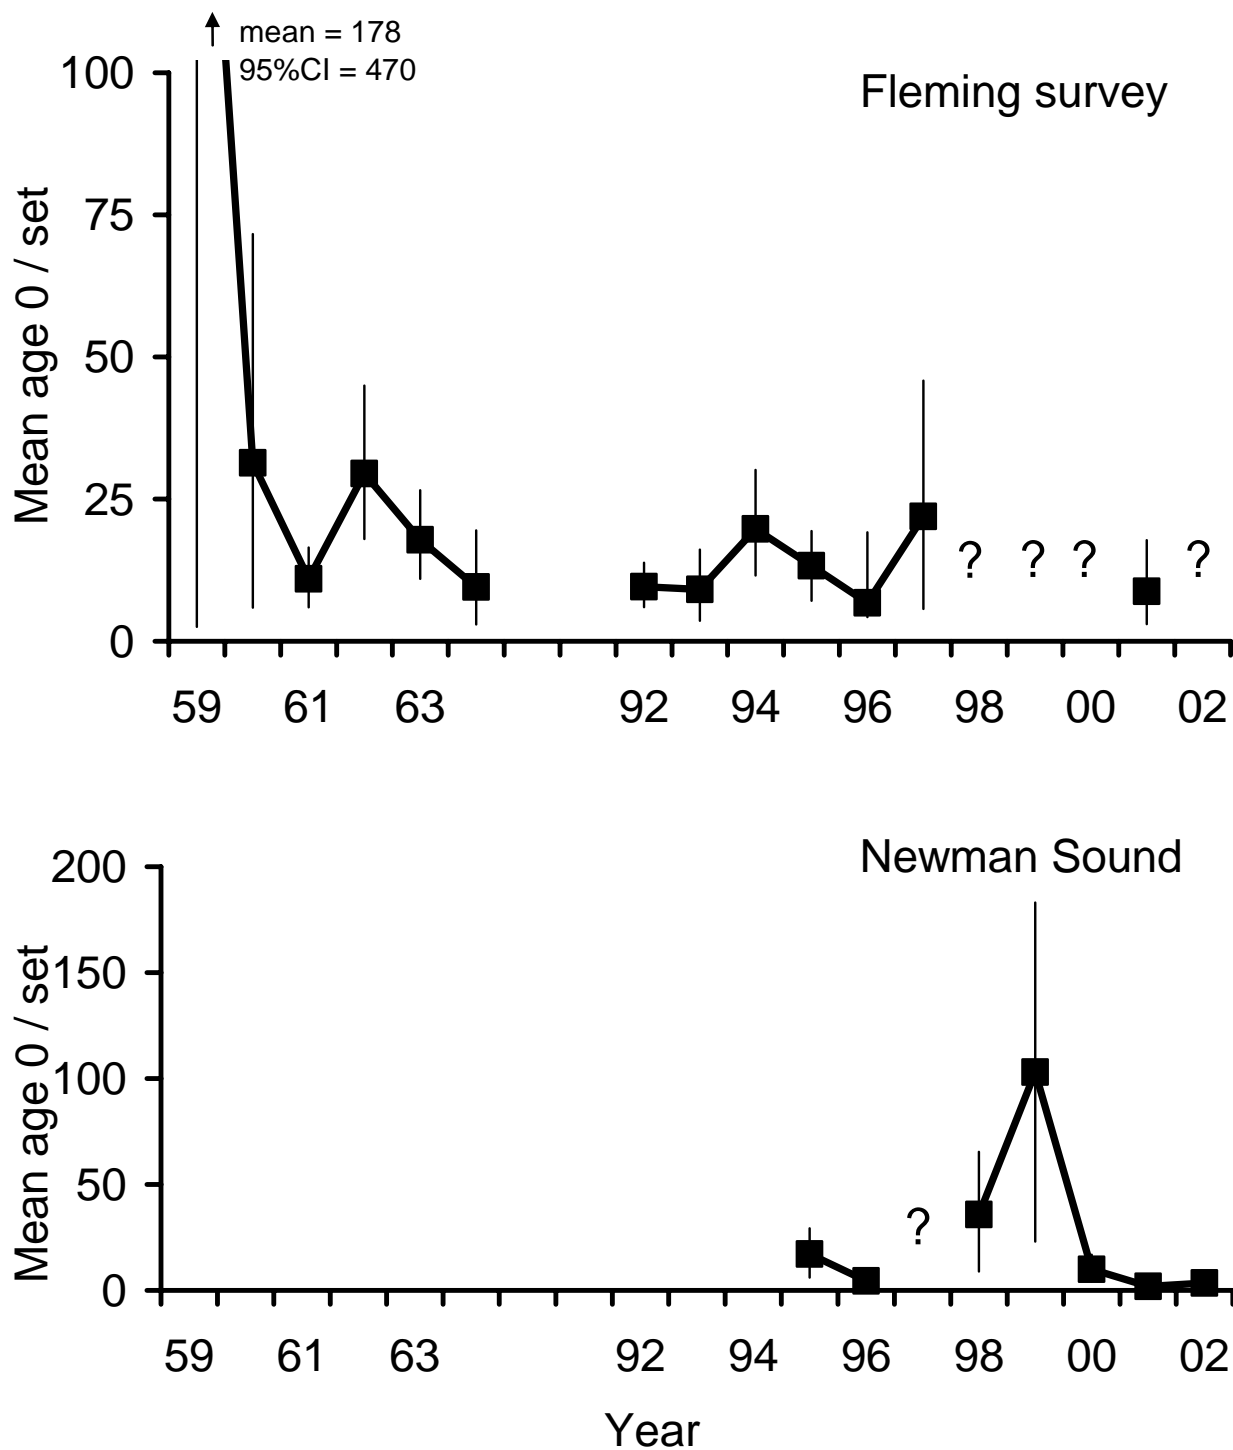 mean = 178
95%CI = 470
Fleming survey
Mean age 0 / set
100
75
50
25
0
? ? ? ?
59 61 63 92 94 96 98 00 02
Newman Sound
Mean age 0 / set
200
150
100
50
0
?
59 61 63 92 94 96 98 00 02
Year